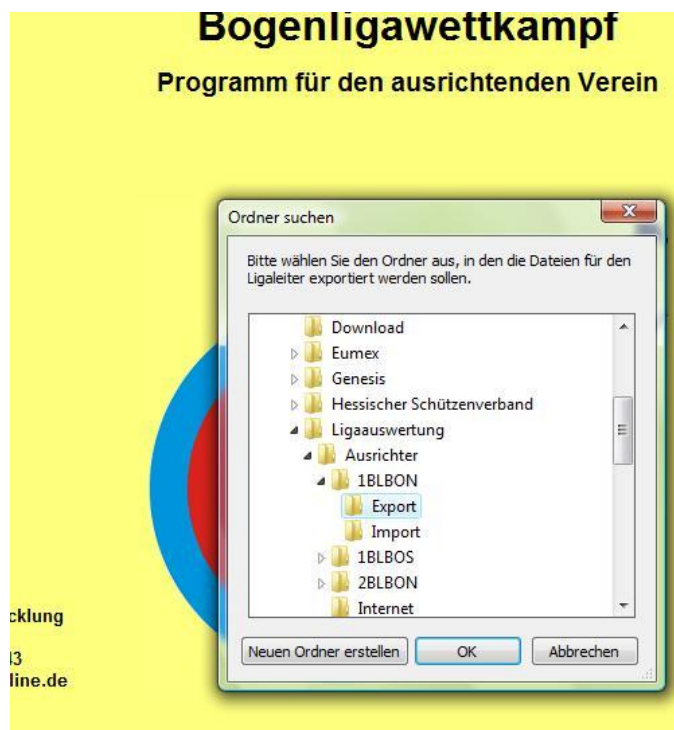 Bogenligawettkampf
Programm für den ausrichtenden Verein
Ordner suchen
Bitte wählen Sie den Ordner aus, in den die Dateien für den
Ligaleiter exportiert werden sollen.
Download
Eumex
Genesis
Hessischer Schützenverband
Ligaauswertung
Ausrichter
1BLBON
Export
Import
1BLBOS
2BLBON
Internet
cklung
Neuen Ordner erstellen OK Abbrechen
line.de